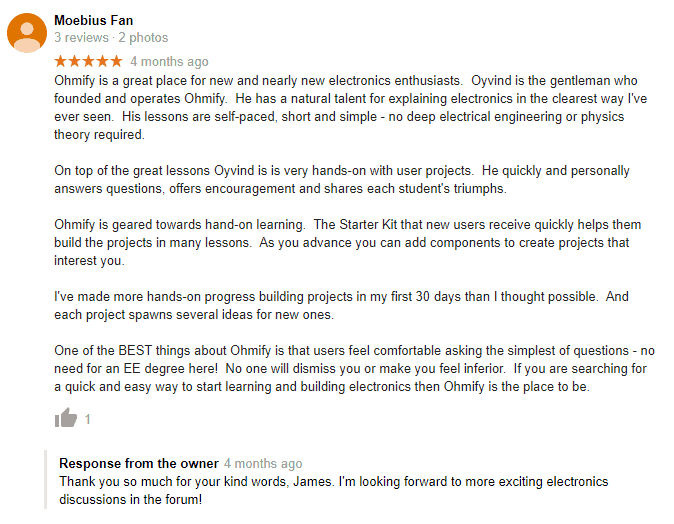 Moebius Fan
3 reviews · 2 photos
★★★★★ 4 months ago
Ohmify is a great place for new and nearly new electronics enthusiasts.  Oyvind is the gentleman who
founded and operates Ohmify.  He has a natural talent for explaining electronics in the clearest way I've
ever seen.  His lessons are self-paced, short and simple - no deep electrical engineering or physics
theory required.

On top of the great lessons Oyvind is is very hands-on with user projects.  He quickly and personally
answers questions, offers encouragement and shares each student's triumphs.

Ohmify is geared towards hand-on learning.  The Starter Kit that new users receive quickly helps them
build the projects in many lessons.  As you advance you can add components to create projects that
interest you.

I've made more hands-on progress building projects in my first 30 days than I thought possible.  And
each project spawns several ideas for new ones.

One of the BEST things about Ohmify is that users feel comfortable asking the simplest of questions - no
need for an EE degree here!  No one will dismiss you or make you feel inferior.  If you are searching for
a quick and easy way to start learning and building electronics then Ohmify is the place to be.
1
Response from the owner 4 months ago
Thank you so much for your kind words, James. I'm looking forward to more exciting electronics
discussions in the forum!